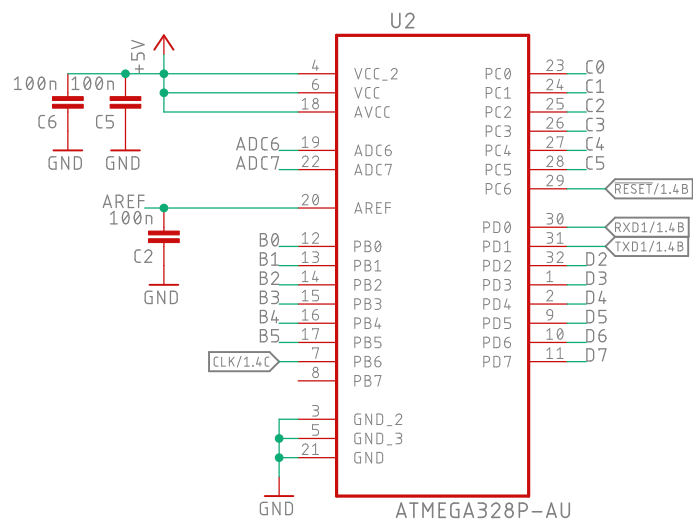 U2
+5V
100n 100n
C6 C5
GND GND
4 VCC_2
6 VCC
18 AVCC
ADC6 19 ADC6
ADC7 22 ADC7
AREF 20 AREF
100n
C2
GND
B0 12 PB0
B1 13 PB1
B2 14 PB2
B3 15 PB3
B4 16 PB4
B5 17 PB5
CLK/1.4C 7 PB6
8 PB7
3 GND_2
5 GND_3
21 GND
GND
PC0 23 C0
PC1 24 C1
PC2 25 C2
PC3 26 C3
PC4 27 C4
PC5 28 C5
PC6 29 RESET/1.4B
PD0 30 RXD1/1.4B
PD1 31 TXD1/1.4B
PD2 32 D2
PD3 1 D3
PD4 2 D4
PD5 9 D5
PD6 10 D6
PD7 11 D7
ATMEGA328P-AU